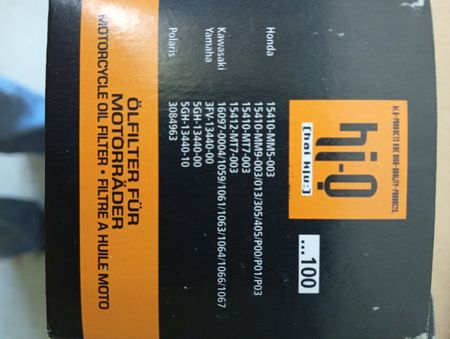 HI-Q-PRODUCTS ARE HIGH-QUALITY-PRODUCTS.
hi-Q
[hai kju:]
...100
Honda
15410-MM5-003
15410-MM9-003/013/305/405/P00/P01/P03
15410-MT7-003
15412-MT7-003
Kawasaki
16097-0004/1059/1061/1063/1064/1066/1067
Yamaha
3FV-13440-00
5GH-13440-00
5GH-13440-10
Polaris
3084963
ÖLFILTER FÜR
MOTORRÄDER
MOTORCYCLE OIL FILTER • FILTRE A HUILE MOTO